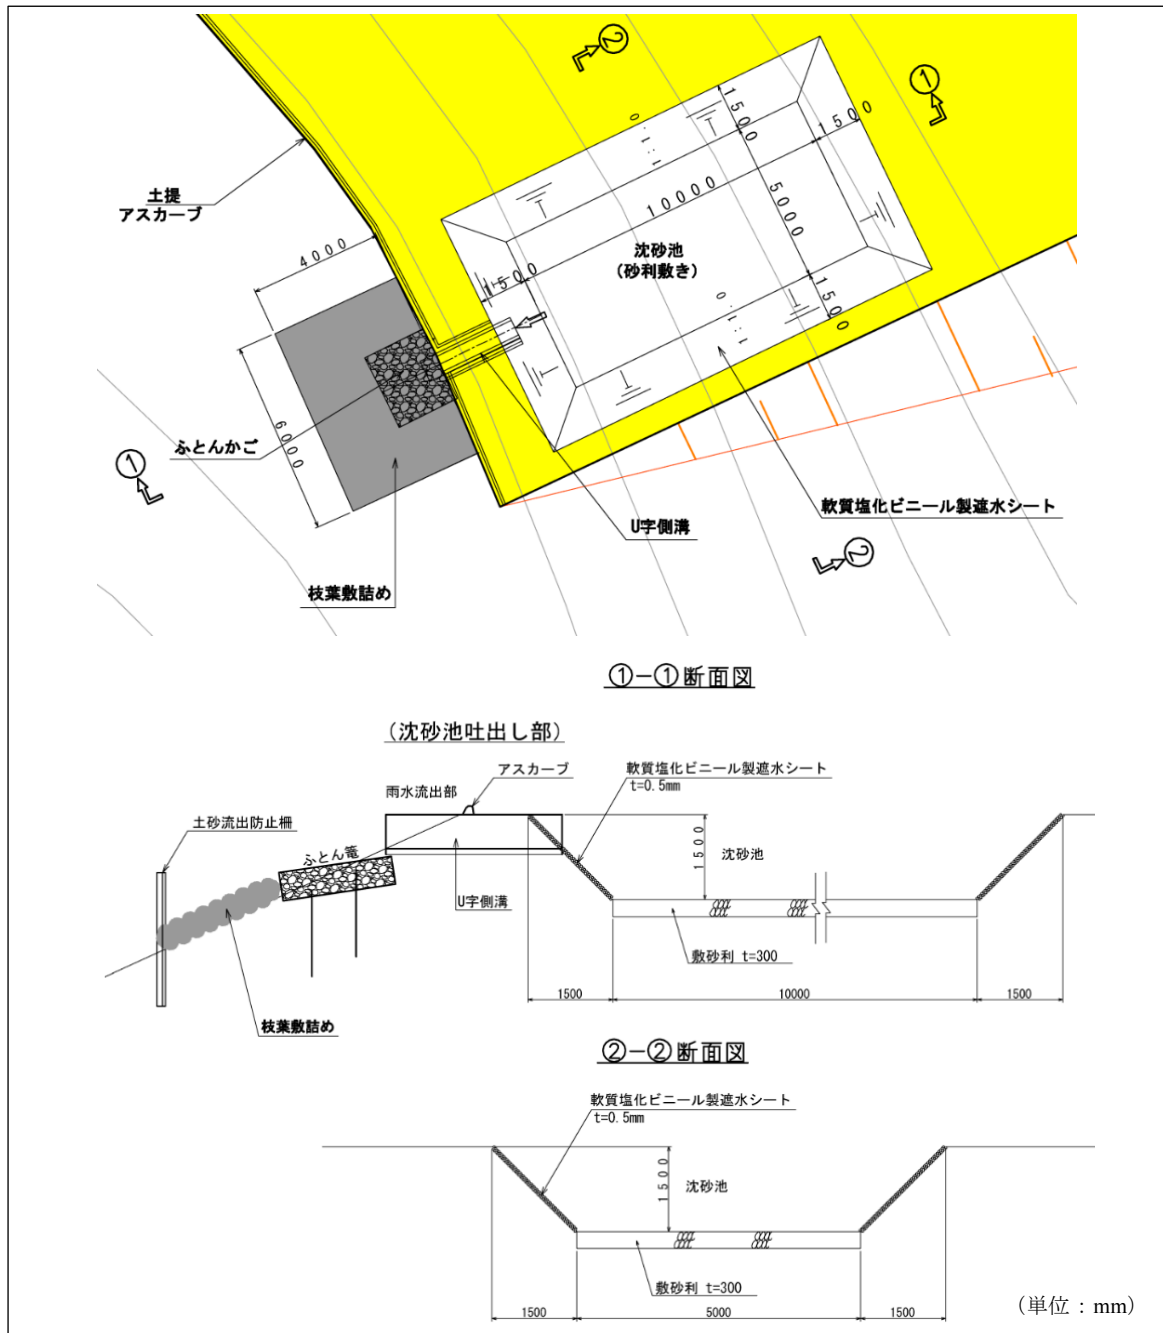 ②
①
1500
1500
1:1.0
10000
5000
土提
アスカーブ
4000
沈砂池
(砂利敷き)
1500
1500
1:1.0
6000
ふとんかご
①
軟質塩化ビニール製遮水シート
U字側溝
②
枝葉敷詰め
①-①断面図
(沈砂池吐出し部)
アスカーブ
軟質塩化ビニール製遮水シート
t=0.5mm
雨水流出部
土砂流出防止柵
ふとん篭
1500
沈砂池
U字側溝
敷砂利 t=300
1500
10000
1500
枝葉敷詰め
②-②断面図
軟質塩化ビニール製遮水シート
t=0.5mm
1500
沈砂池
敷砂利 t=300
1500
5000
1500
(単位：mm)